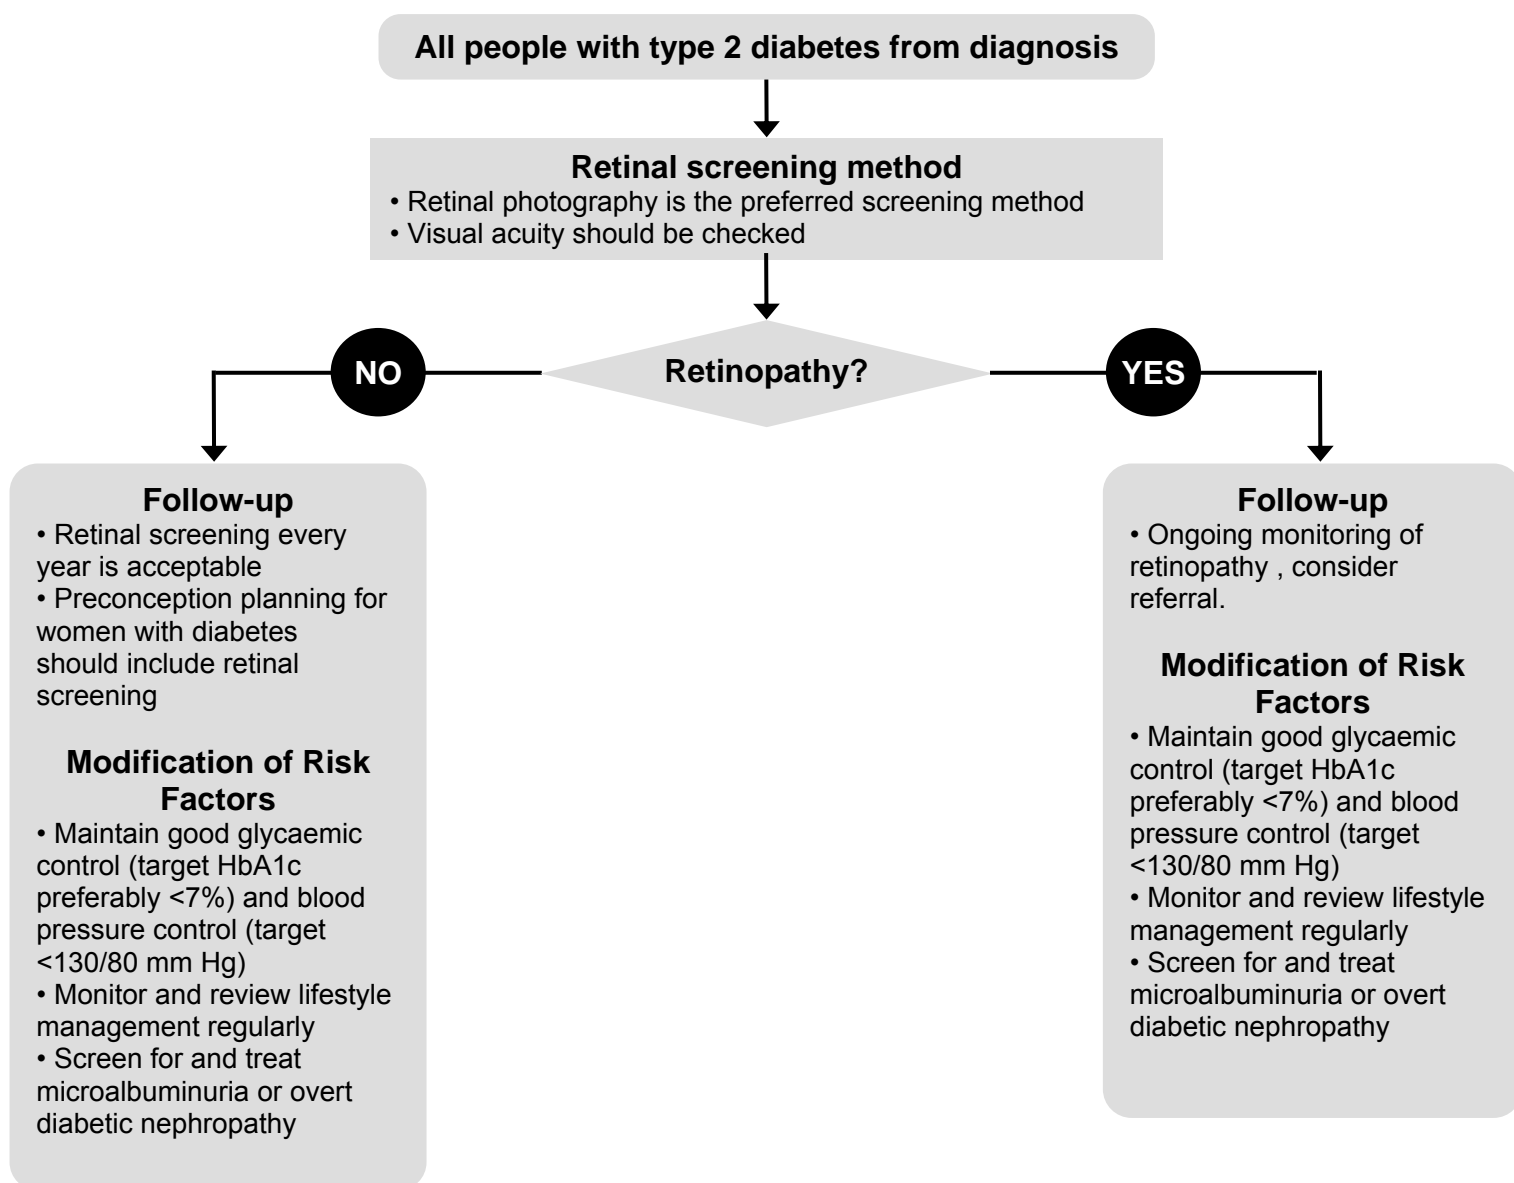 All people with type 2 diabetes from diagnosis
Retinal screening method
• Retinal photography is the preferred screening method
• Visual acuity should be checked
NO
Retinopathy?
YES
Follow-up
• Retinal screening every
year is acceptable
• Preconception planning for
women with diabetes
should include retinal
screening
Modification of Risk
Factors
• Maintain good glycaemic
control (target HbA1c
preferably <7%) and blood
pressure control (target
<130/80 mm Hg)
• Monitor and review lifestyle
management regularly
• Screen for and treat
microalbuminuria or overt
diabetic nephropathy
Follow-up
• Ongoing monitoring of
retinopathy , consider
referral.
Modification of Risk
Factors
• Maintain good glycaemic
control (target HbA1c
preferably <7%) and blood
pressure control (target
<130/80 mm Hg)
• Monitor and review lifestyle
management regularly
• Screen for and treat
microalbuminuria or overt
diabetic nephropathy